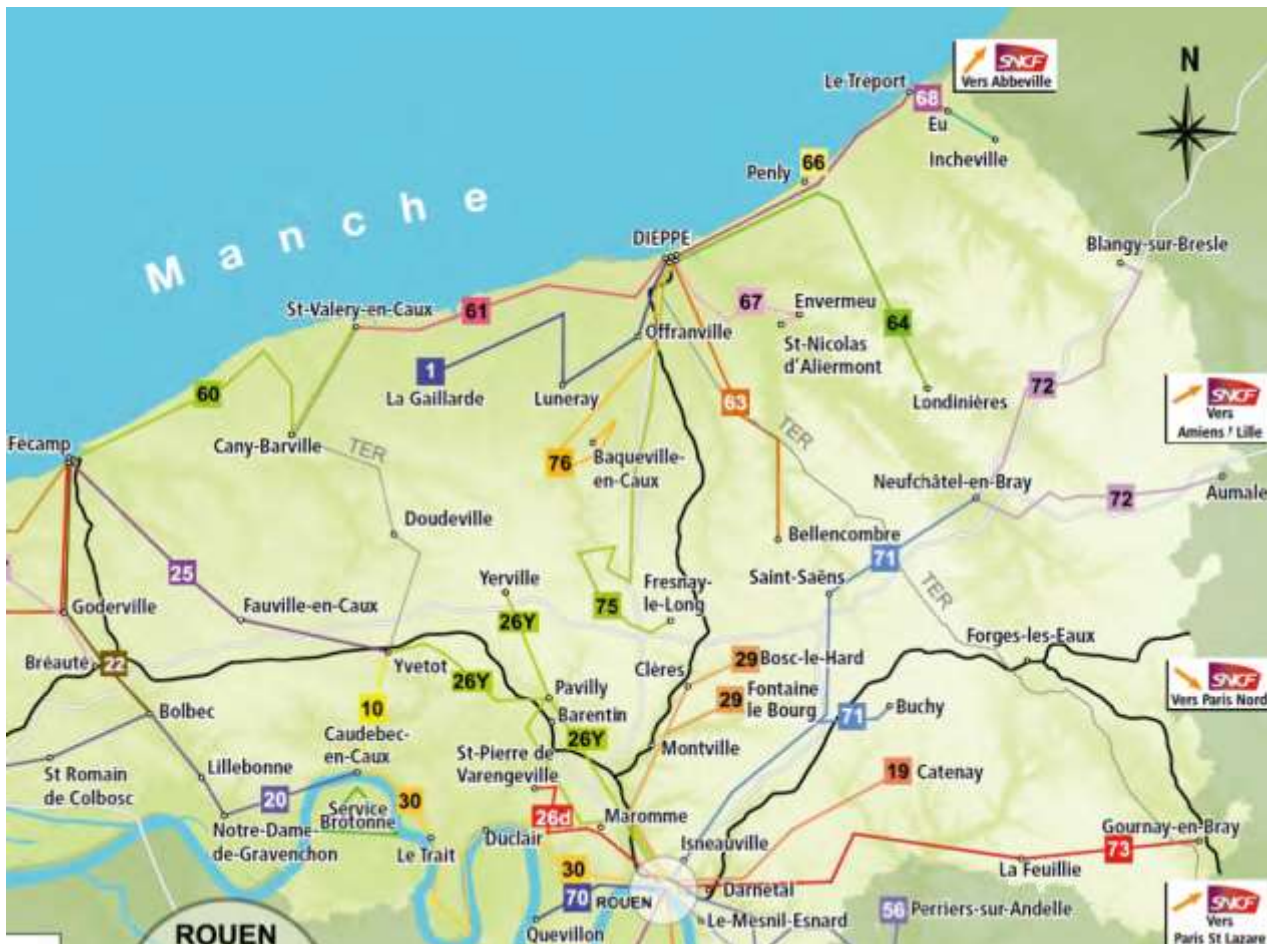 SNCF
Vers Abbeville
N
Le Tréport
68
Eu
Incheville
66
Penly
Manche
DIEPPE
Blangy-sur-Bresle
67
Envermeu
St-Valery-en-Caux
61
64
St-Nicolas
d'Aliermont
Offranville
1
La Gaillarde
Luneray
63
72
SNCF
Vers
Amiens / Lille
60
Londinières
Fécamp
Cany-Barville
TER
TER
76
Baqueville-
en-Caux
Neufchâtel-en-Bray
72
Aumale
Doudeville
Bellencombre
71
25
Yerville
Saint-Saëns
TER
Goderville
Fauville-en-Caux
26Y
75
Fresnay-
le-Long
Forges-les-Eaux
Bréauté
22
Yvetot
26Y
Clères
29
Bosc-le-Hard
SNCF
Vers Paris Nord
10
Pavilly
29
Fontaine
le Bourg
71
Buchy
Bolbec
Caudebec-
en-Caux
Barentin
26Y
St-Pierre de
Varengeville
Montville
St Romain
de Colbosc
Lillebonne
19
Catenay
20
Service
Brotonne
30
26d
Maromme
Notre-Dame-
de-Gravenchon
Le Trait
Duclair
Isneauville
Gournay-en-Bray
73
La Feuillie
30
70
ROUEN
Darnétal
SNCF
Vers
Paris St Lazare
Le-Mesnil-Esnard
56
Perriers-sur-Andelle
Quevillon
ROUEN